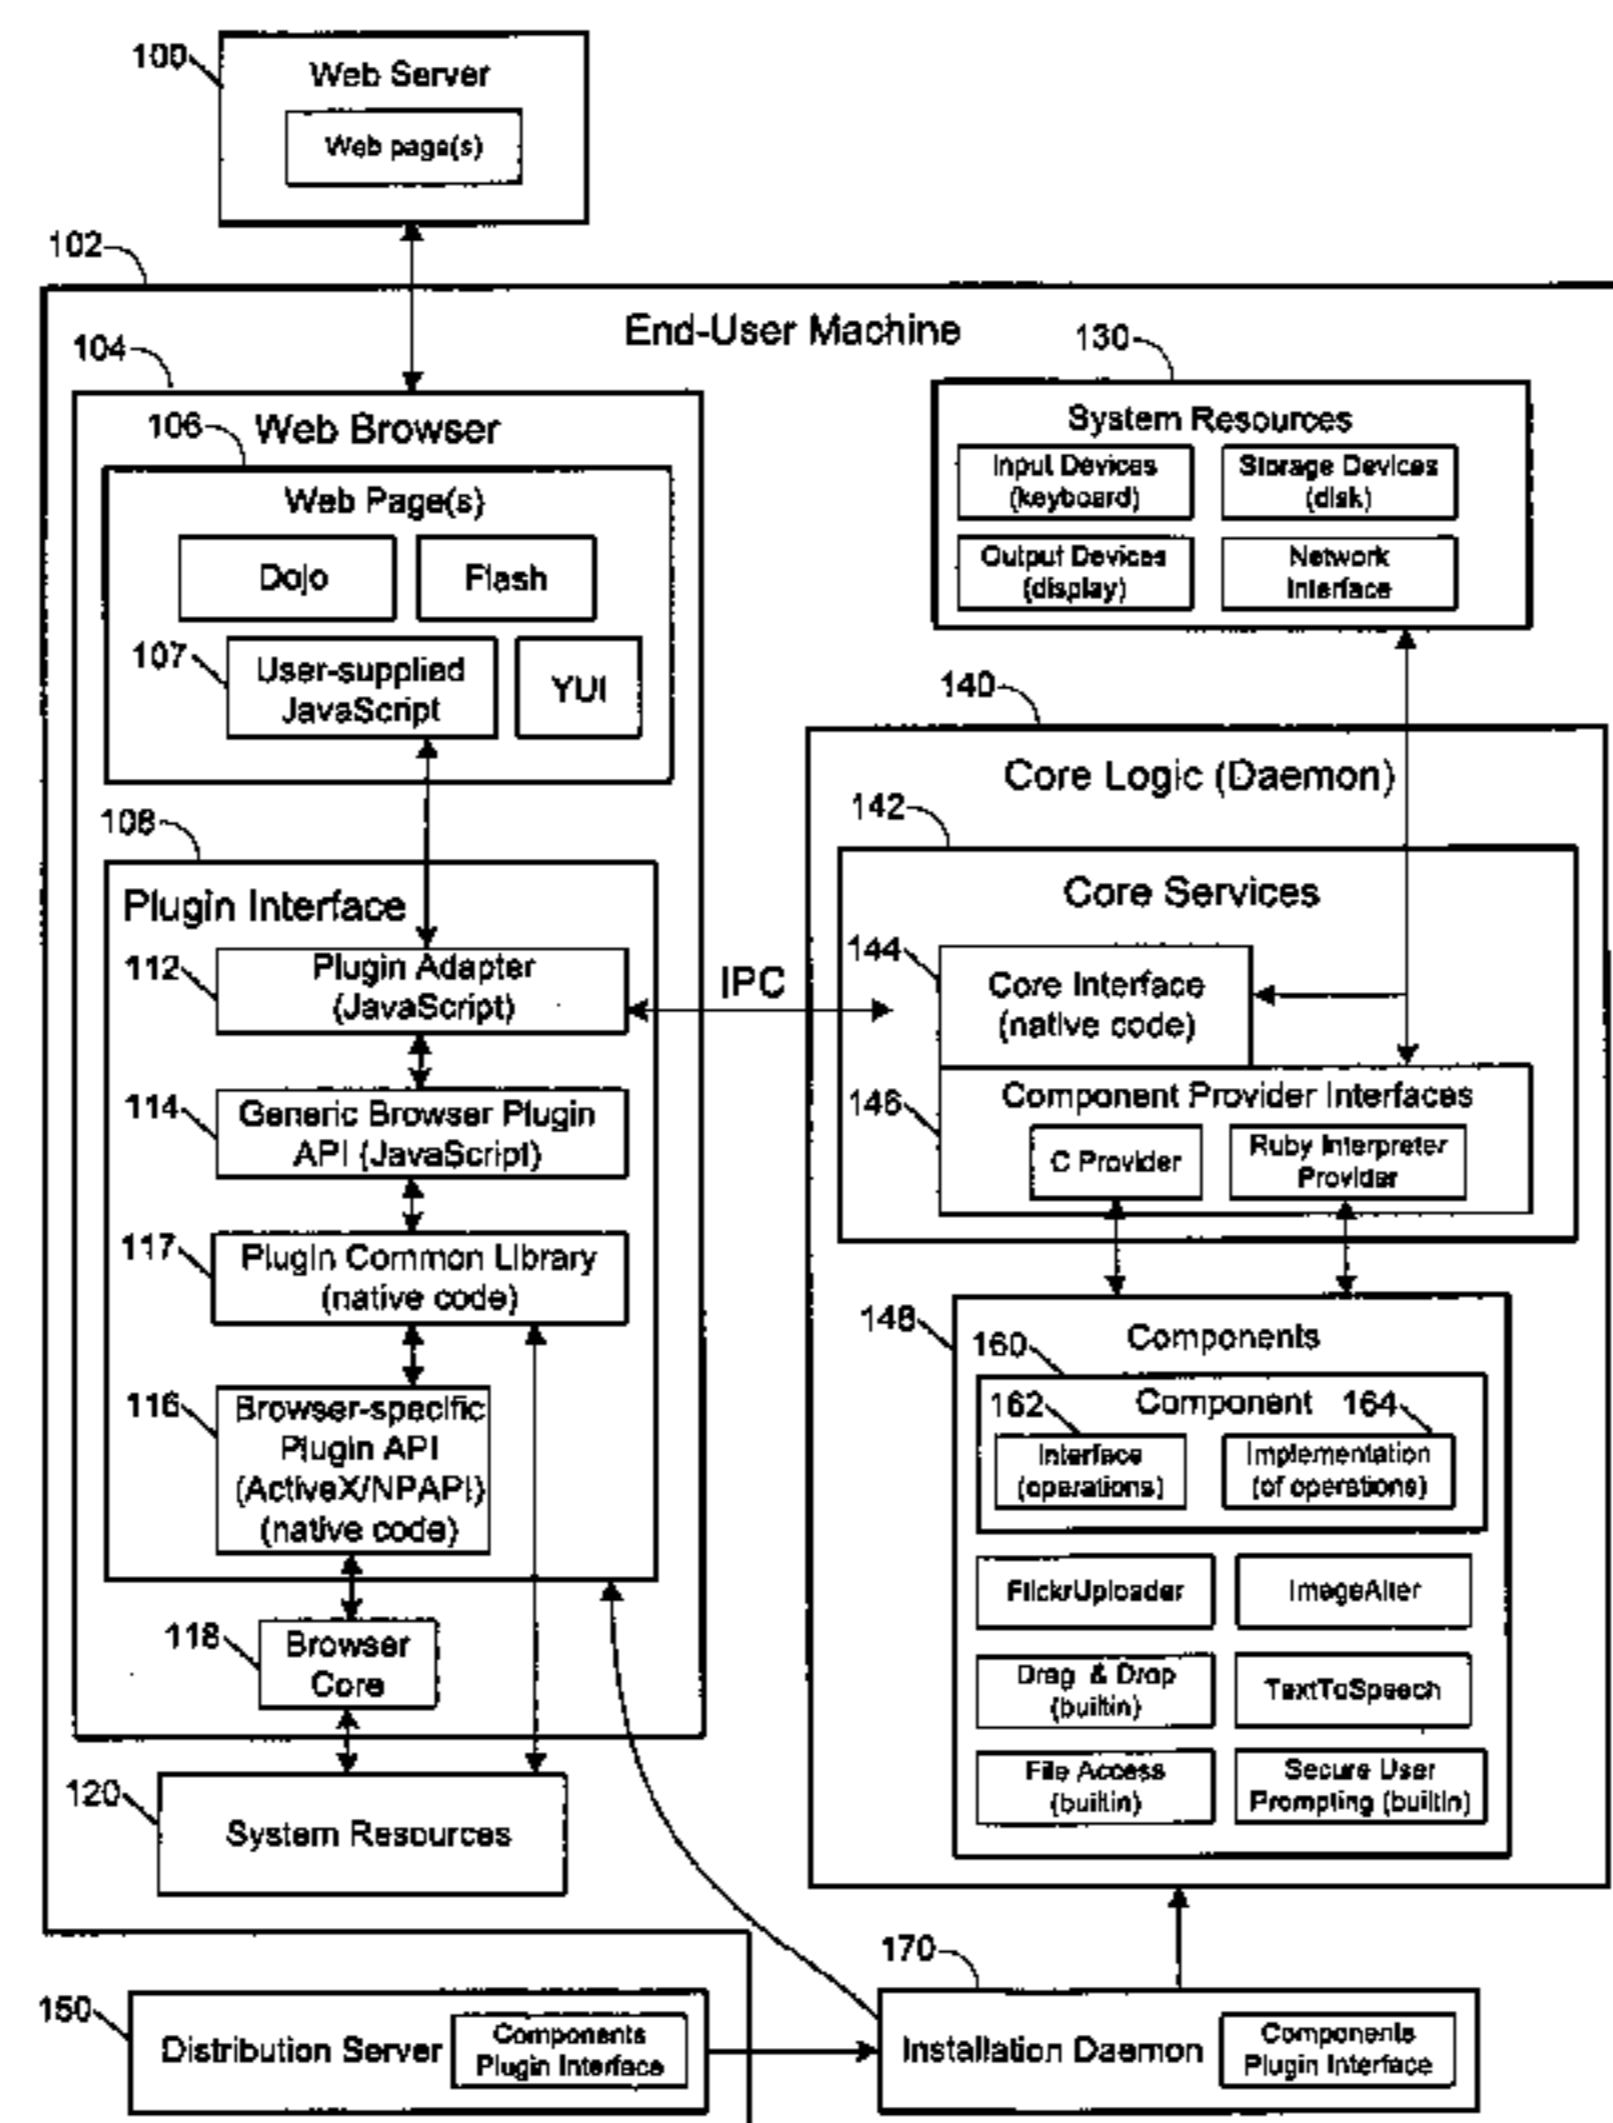 100
Web Server
Web page(s)
102
End-User Machine
104
Web Browser
106
Web Page(s)
Dojo
Flash
107
User-supplied
JavaScript
YUI
108
Plugin Interface
112
Plugin Adapter
(JavaScript)
IPC
114
Generic Browser Plugin
API (JavaScript)
117
Plugin Common Library
(native code)
116
Browser-specific
Plugin API
(ActiveX/NPAPI)
(native code)
118
Browser
Core
120
System Resources
130
System Resources
Input Devices
(keyboard)
Storage Devices
(disk)
Output Devices
(display)
Network
Interface
140
Core Logic (Daemon)
142
Core Services
144
Core Interface
(native code)
146
Component Provider Interfaces
C Provider
Ruby Interpreter
Provider
148
Components
160
Component
162
Interface
(operations)
164
Implementation
(of operations)
FlickrUploader
ImageAlter
Drag & Drop
(builtin)
TextToSpeech
File Access
(builtin)
Secure User
Prompting (builtin)
150
Distribution Server
Components
Plugin Interface
170
Installation Daemon
Components
Plugin Interface